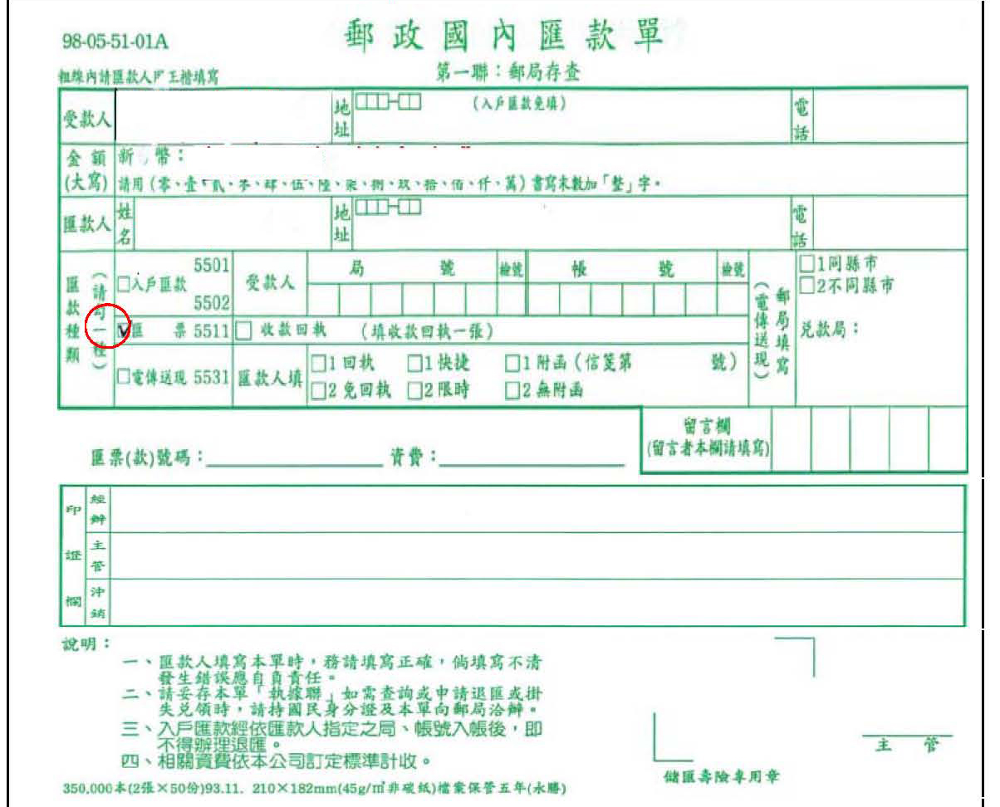 98-05-51-01A
郵政國內匯款單
第一聯：郵局存查
粗線內請匯款人 正楷填寫
受款人
地址
(入戶匯款免填)
電話
金額(大寫)
新 幣：
請用(零、壹、貳、參、肆、伍、陸、柒、捌、玖、拾、佰、仟、萬)書寫末數加「整」字。
匯款人
姓名
地址
電話
匯款種類
(請勾一種)
□入戶匯款 5501 5502
受款人
局 號 檢號 帳 號 檢號
☑匯 票 5511 □ 收款回執 (填收款回執一張)
□電傳送現 5531 匯款人填
□1回執 □1快捷 □1附函(信箋第 號)
□2免回執 □2限時 □2無附函
郵局填寫(電傳送現)
□1同縣市
□2不同縣市
兌款局：
匯票(款)號碼： 資費：
留言欄
(留言者本欄請填寫)
印證欄
經辦
主管
沖銷
說明：
一、匯款人填寫本單時，務請填寫正確，倘填寫不清
發生錯誤應自負責任。
二、請妥存本單「執據聯」如需查詢或申請退匯或掛
失兌領時，請持國民身分證及本單向郵局洽辦。
三、入戶匯款經依匯款人指定之局、帳號入帳後，即
不得辦理退匯。
四、相關資費依本公司訂定標準計收。
主 管
儲匯壽險專用章
350,000本(2張×50份)93.11. 210×182mm(45g/㎡非碳紙)檔案保管五年(永勝)